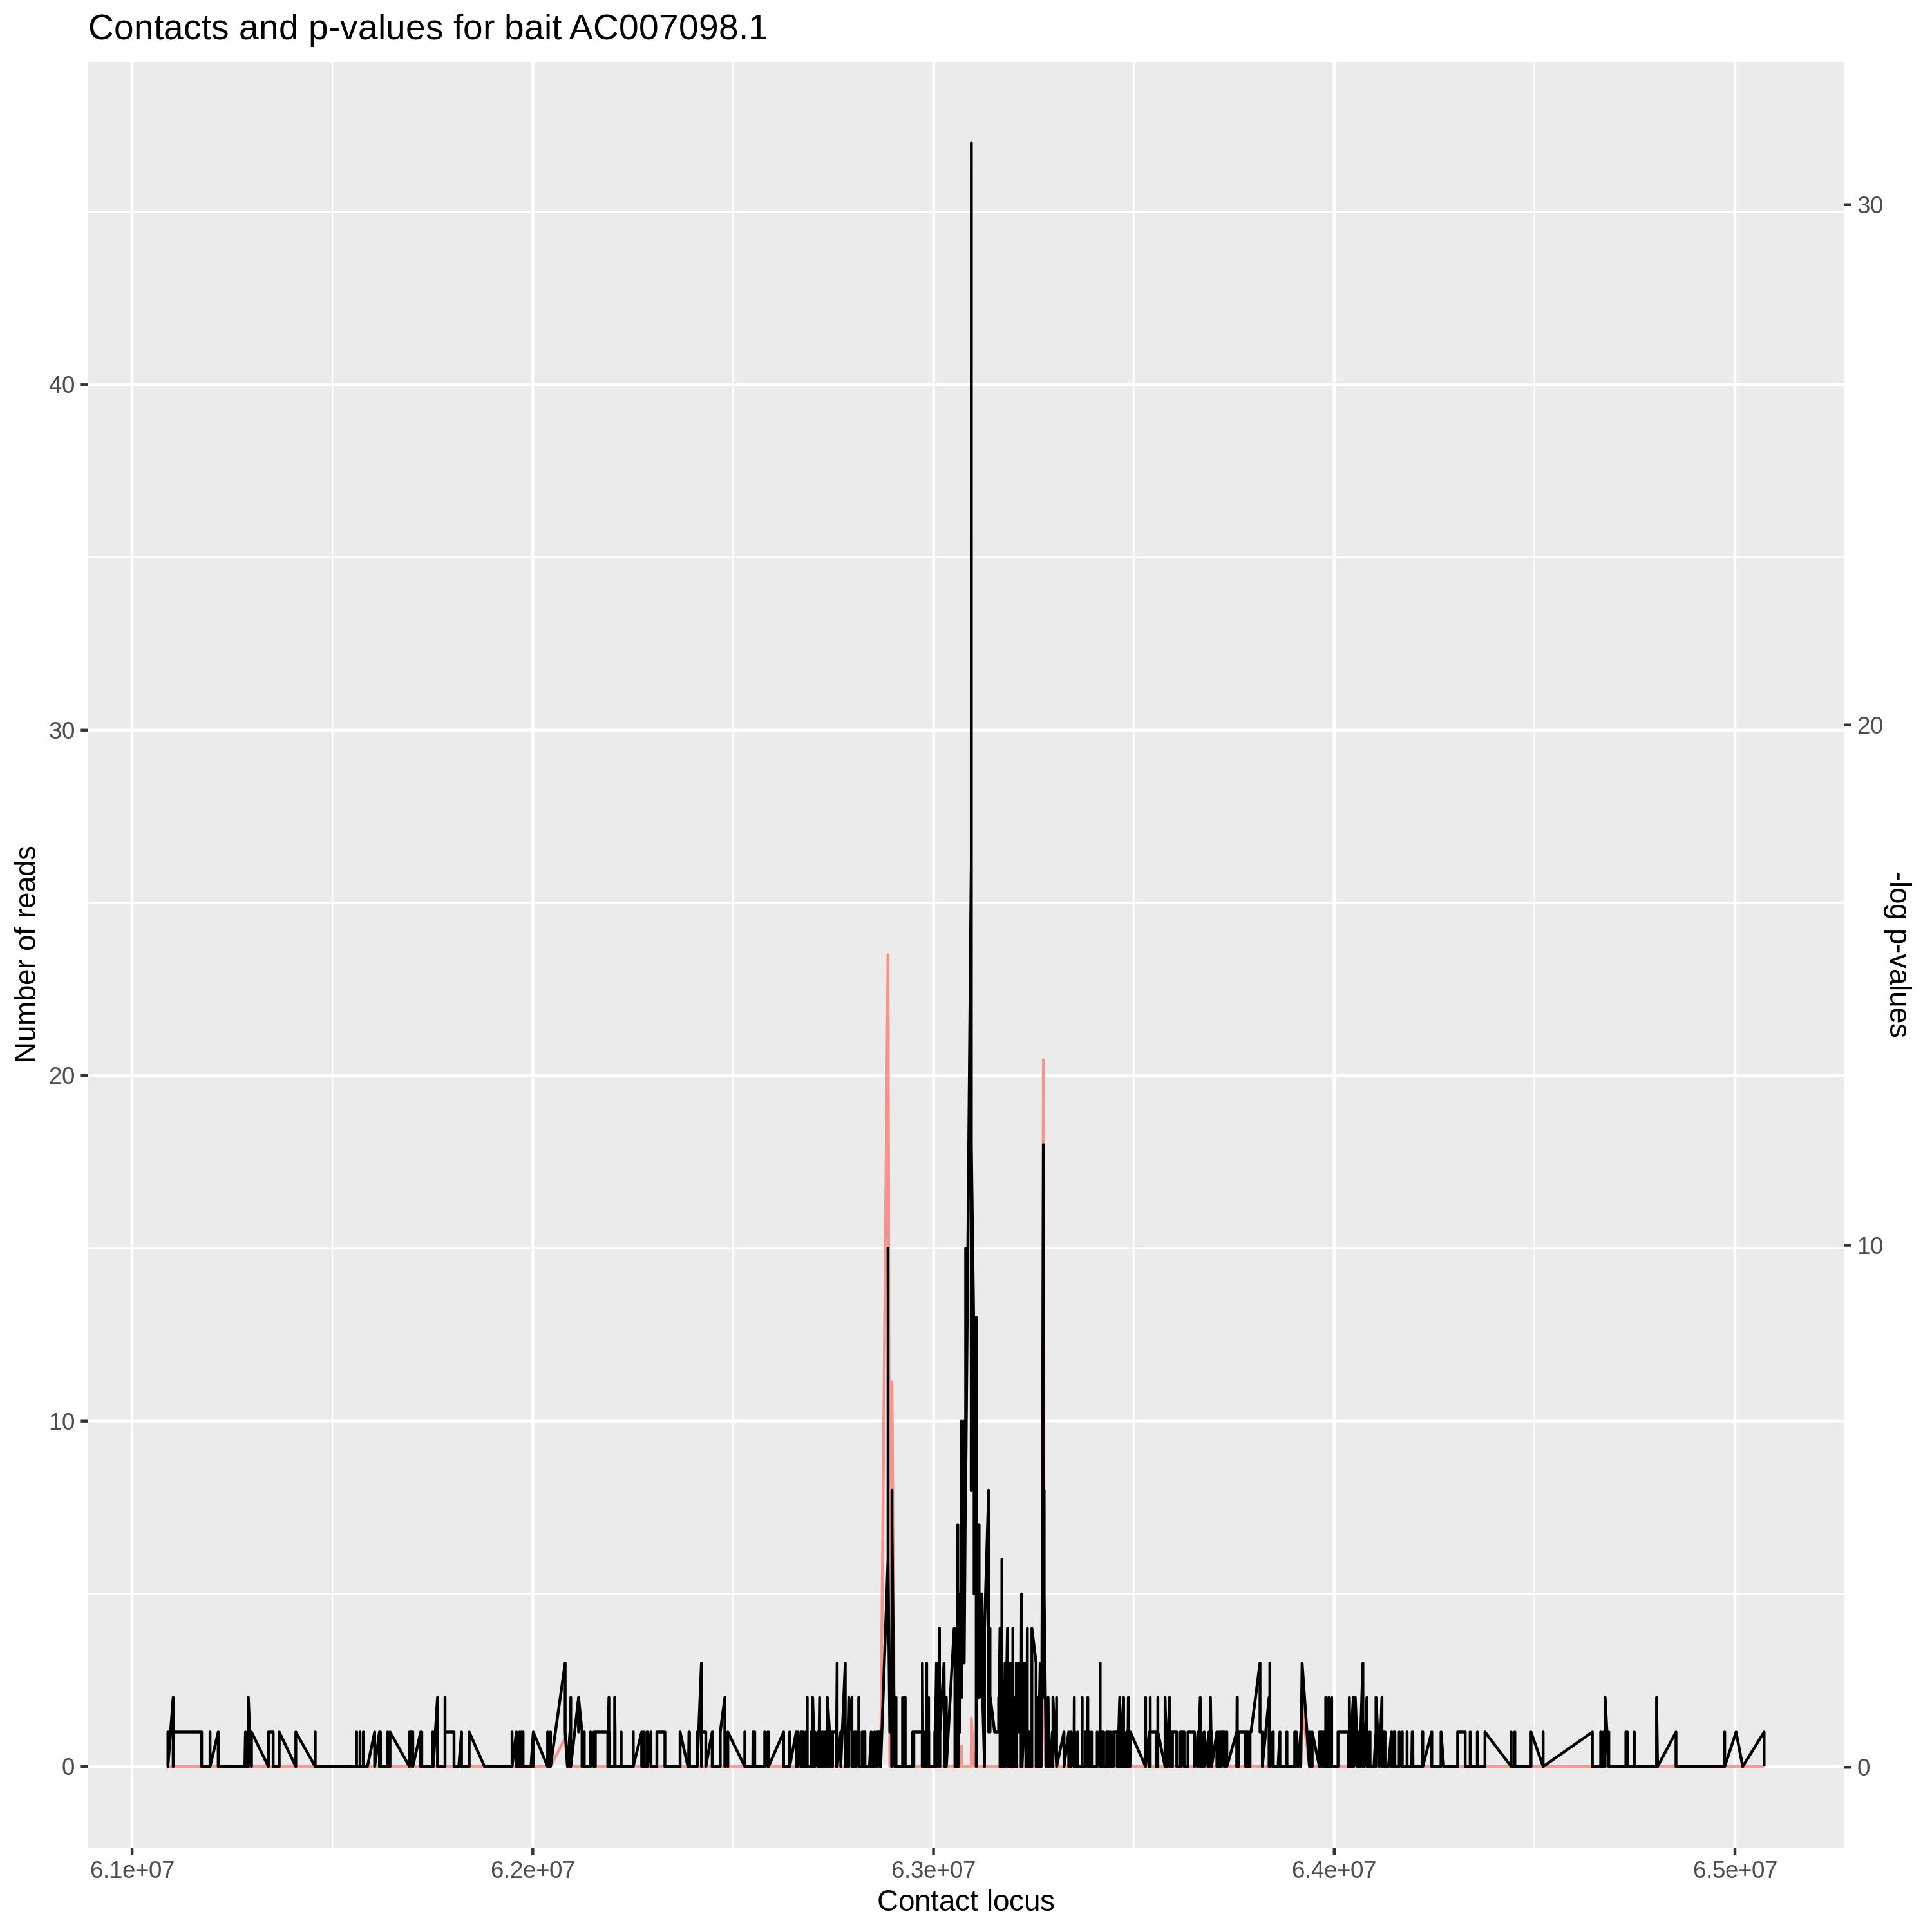 Contacts and p-values for bait AC007098.1
30
40
20
30
Number of reads
-log p-values
20
10
10
0
0
6.1e+07
6.2e+07
6.3e+07
6.4e+07
6.5e+07
Contact locus